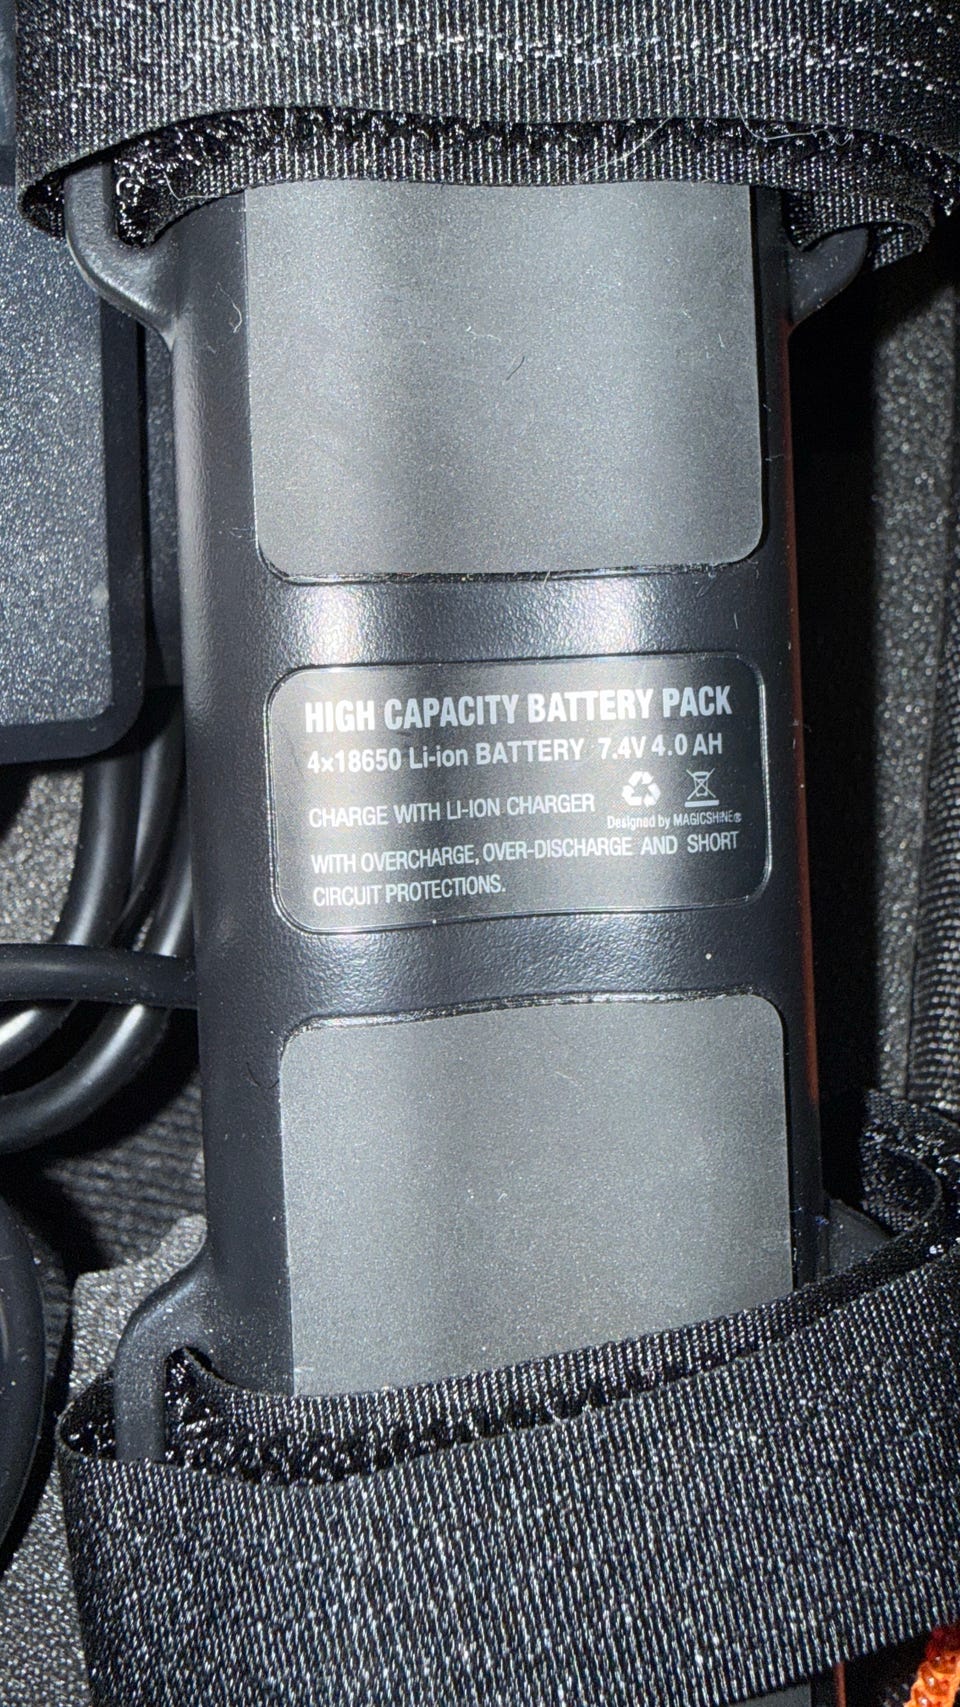 HIGH CAPACITY BATTERY PACK
4×18650 Li-ion BATTERY 7.4V 4.0 AH
CHARGE WITH LI-ION CHARGER
Designed by MAGICSHINE®
WITH OVERCHARGE, OVER-DISCHARGE AND SHORT
CIRCUIT PROTECTIONS.